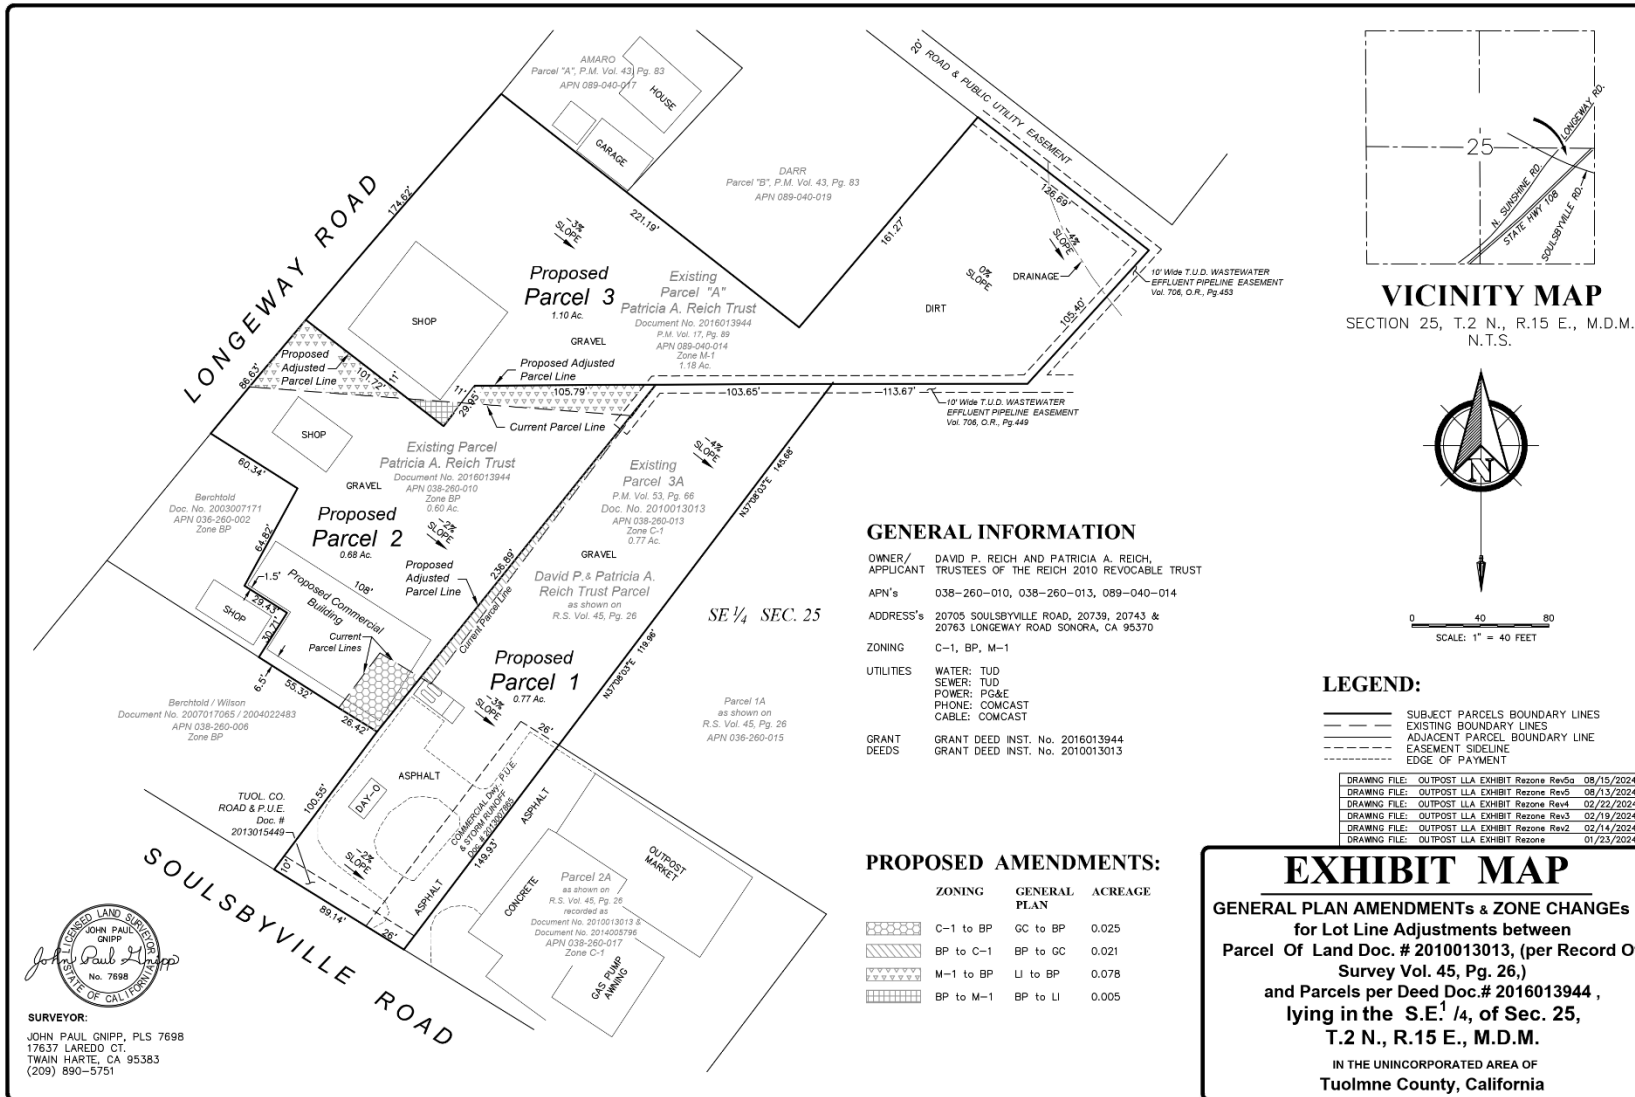 AMARO
Parcel "A", P.M. Vol. 43, Pg. 83
APN 089-040-017
HOUSE
GARAGE
DARR
Parcel "B", P.M. Vol. 43, Pg. 83
APN 089-040-019
20' ROAD & PUBLIC UTILITY EASEMENT
LONGEWAY ROAD
174.62'
221.19'
161.27'
126.69'
-3%
SLOPE
-4%
SLOPE
0%
SLOPE
DRAINAGE
10' Wide T.U.D. WASTEWATER
EFFLUENT PIPELINE EASEMENT
Vol. 706, O.R., Pg.453
105.40'
DIRT
Proposed
Parcel 3
1.10 Ac.
Existing
Parcel "A"
Patricia A. Reich Trust
Document No. 2016013944
P.M. Vol. 17, Pg. 89
APN 089-040-014
Zone M-1
1.18 Ac.
SHOP
GRAVEL
Proposed
Adjusted
Parcel Line
86.63'
101.72'
11'
11'
29.95'
Proposed Adjusted
Parcel Line
105.79'
103.65'
113.67'
Current Parcel Line
10' Wide T.U.D. WASTEWATER
EFFLUENT PIPELINE EASEMENT
Vol. 706, O.R., Pg.449
SHOP
60.34'
Existing Parcel
Patricia A. Reich Trust
Document No. 2016013944
APN 038-260-010
Zone BP
0.60 Ac.
GRAVEL
Berchtold
Doc. No. 2003007171
APN 036-260-002
Zone BP
64.82'
Proposed
Parcel 2
0.68 Ac.
-2%
SLOPE
Existing
Parcel 3A
P.M. Vol. 53, Pg. 66
Doc. No. 2010013013
APN 038-260-013
Zone C-1
0.77 Ac.
-4%
SLOPE
145.68'
N37°08'03"E
GRAVEL
David P.& Patricia A.
Reich Trust Parcel
as shown on
R.S. Vol. 45, Pg. 26
Proposed
Adjusted
Parcel Line
236.89'
Current Parcel Line
1.5'
29.43'
30.71'
SHOP
108'
Proposed Commercial
Building
Current
Parcel Lines
6.5'
55.32'
26.42'
SE 1/4 SEC. 25
119.96'
N37°08'03"E
Proposed
Parcel 1
0.77 Ac.
-3%
SLOPE
Berchtold / Wilson
Document No. 2007017065 / 2004022483
APN 038-260-006
Zone BP
Parcel 1A
as shown on
R.S. Vol. 45, Pg. 26
APN 036-260-015
26'
ASPHALT
DAY-O
100.55'
TUOL. CO.
ROAD & P.U.E.
Doc. #
2013015449
10'
-2%
SLOPE
COMMERCIAL Dwy. P.U.E.
& STORM RUNOFF
149.93'
ASPHALT
ASPHALT
89.14'
26'
SOULSBYVILLE ROAD
CONCRETE
OUTPOST
MARKET
Parcel 2A
as shown on
R.S. Vol. 45, Pg. 26
recorded as
Document No. 2010013013 &
Document No. 2014005796
APN 038-260-017
Zone C-1
GAS PUMP
AWNING
LICENSED LAND SURVEYOR
JOHN PAUL
GNIPP
John Paul Gnipp
No. 7698
STATE OF CALIFORNIA
SURVEYOR:
JOHN PAUL GNIPP, PLS 7698
17637 LAREDO CT.
TWAIN HARTE, CA 95383
(209) 890-5751
GENERAL INFORMATION
OWNER/ DAVID P. REICH AND PATRICIA A. REICH,
APPLICANT TRUSTEES OF THE REICH 2010 REVOCABLE TRUST
APN's 038-260-010, 038-260-013, 089-040-014
ADDRESS's 20705 SOULSBYVILLE ROAD, 20739, 20743 &
20763 LONGEWAY ROAD SONORA, CA 95370
ZONING C-1, BP, M-1
UTILITIES WATER: TUD
SEWER: TUD
POWER: PG&E
PHONE: COMCAST
CABLE: COMCAST
GRANT GRANT DEED INST. No. 2016013944
DEEDS GRANT DEED INST. No. 2010013013
PROPOSED AMENDMENTS:
ZONING GENERAL PLAN ACREAGE
C-1 to BP GC to BP 0.025
BP to C-1 BP to GC 0.021
M-1 to BP LI to BP 0.078
BP to M-1 BP to LI 0.005
25
LONGEWAY RD.
N. SUNSHINE RD.
STATE HWY 108
SOULSBYVILLE RD.
VICINITY MAP
SECTION 25, T.2 N., R.15 E., M.D.M.
N.T.S.
N
0 40 80
SCALE: 1" = 40 FEET
LEGEND:
SUBJECT PARCELS BOUNDARY LINES
EXISTING BOUNDARY LINES
ADJACENT PARCEL BOUNDARY LINE
EASEMENT SIDELINE
EDGE OF PAYMENT
DRAWING FILE: OUTPOST LLA EXHIBIT Rezone Rev5a 08/15/2024
DRAWING FILE: OUTPOST LLA EXHIBIT Rezone Rev5 08/13/2024
DRAWING FILE: OUTPOST LLA EXHIBIT Rezone Rev4 02/22/2024
DRAWING FILE: OUTPOST LLA EXHIBIT Rezone Rev3 02/19/2024
DRAWING FILE: OUTPOST LLA EXHIBIT Rezone Rev2 02/14/2024
DRAWING FILE: OUTPOST LLA EXHIBIT Rezone 01/23/2024
EXHIBIT MAP
GENERAL PLAN AMENDMENTs & ZONE CHANGEs
for Lot Line Adjustments between
Parcel Of Land Doc. # 2010013013, (per Record O
Survey Vol. 45, Pg. 26,)
and Parcels per Deed Doc.# 2016013944 ,
lying in the S.E.1 /4, of Sec. 25,
T.2 N., R.15 E., M.D.M.
IN THE UNINCORPORATED AREA OF
Tuolmne County, California